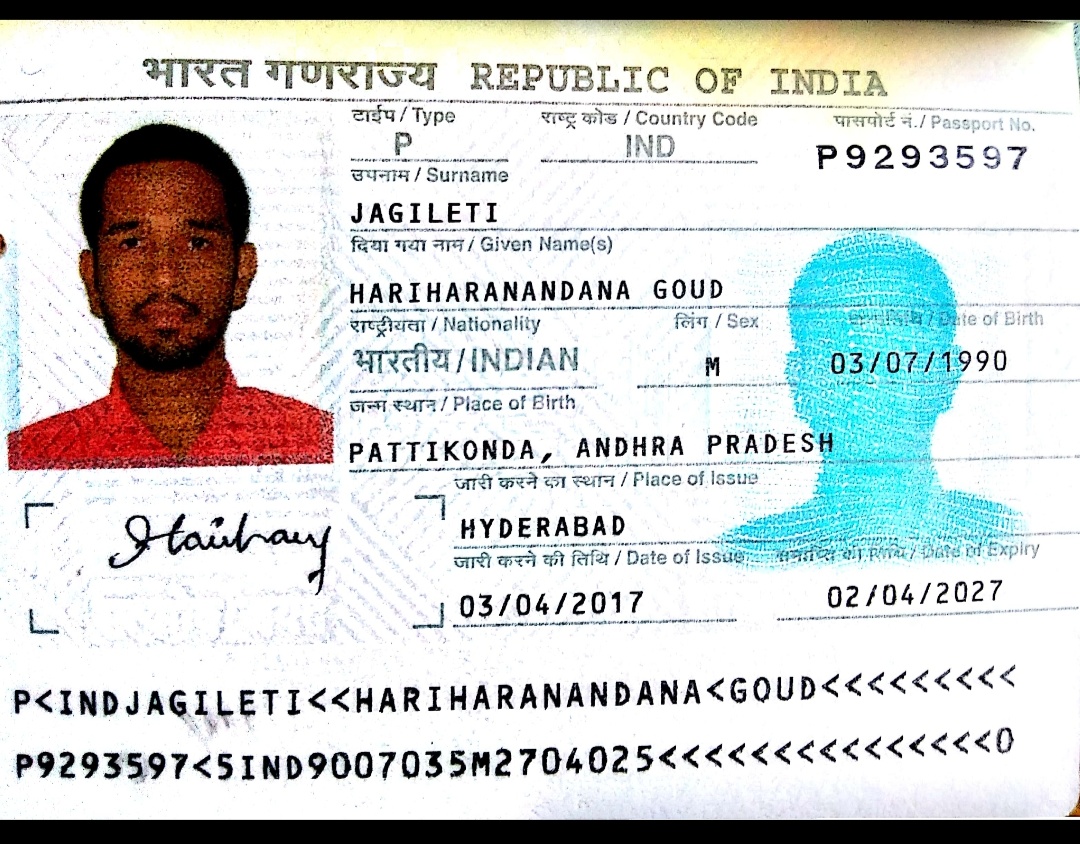 भारत गणराज्य REPUBLIC OF INDIA
टाईप / Type राष्ट्र कोड / Country Code पासपोर्ट नं./ Passport No.
P IND P9293597
उपनाम / Surname
JAGILETI
दिया गया नाम / Given Name(s)
HARIHARANANDANA GOUD
राष्ट्रीयता / Nationality लिंग / Sex / Date of Birth
भारतीय / INDIAN M 03/07/1990
जन्म स्थान / Place of Birth
PATTIKONDA, ANDHRA PRADESH
जारी करने का स्थान / Place of Issue
HYDERABAD
जारी करने की तिथि / Date of Issue समाप्ति की तिथि / Date of Expiry
03/04/2017 02/04/2027
P<INDJAGILETI<<HARIHARANANDANA<GOUD<<<<<<<<<
P9293597<5IND9007035M2704025<<<<<<<<<<<<<<<0